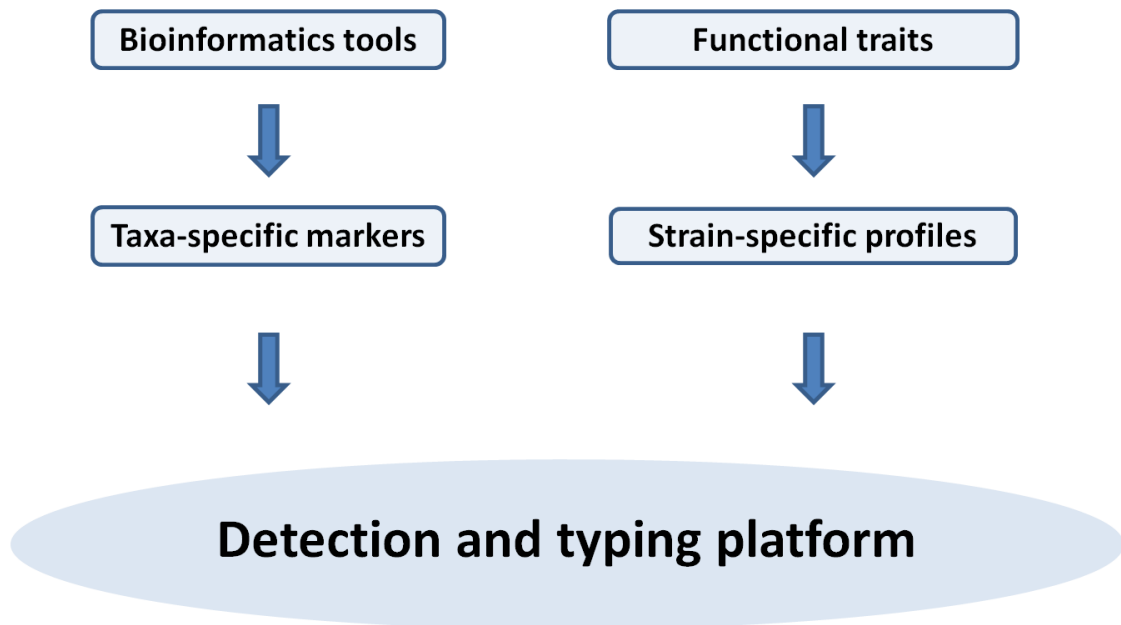 Bioinformatics tools
Functional traits
Taxa-specific markers
Strain-specific profiles
Detection and typing platform